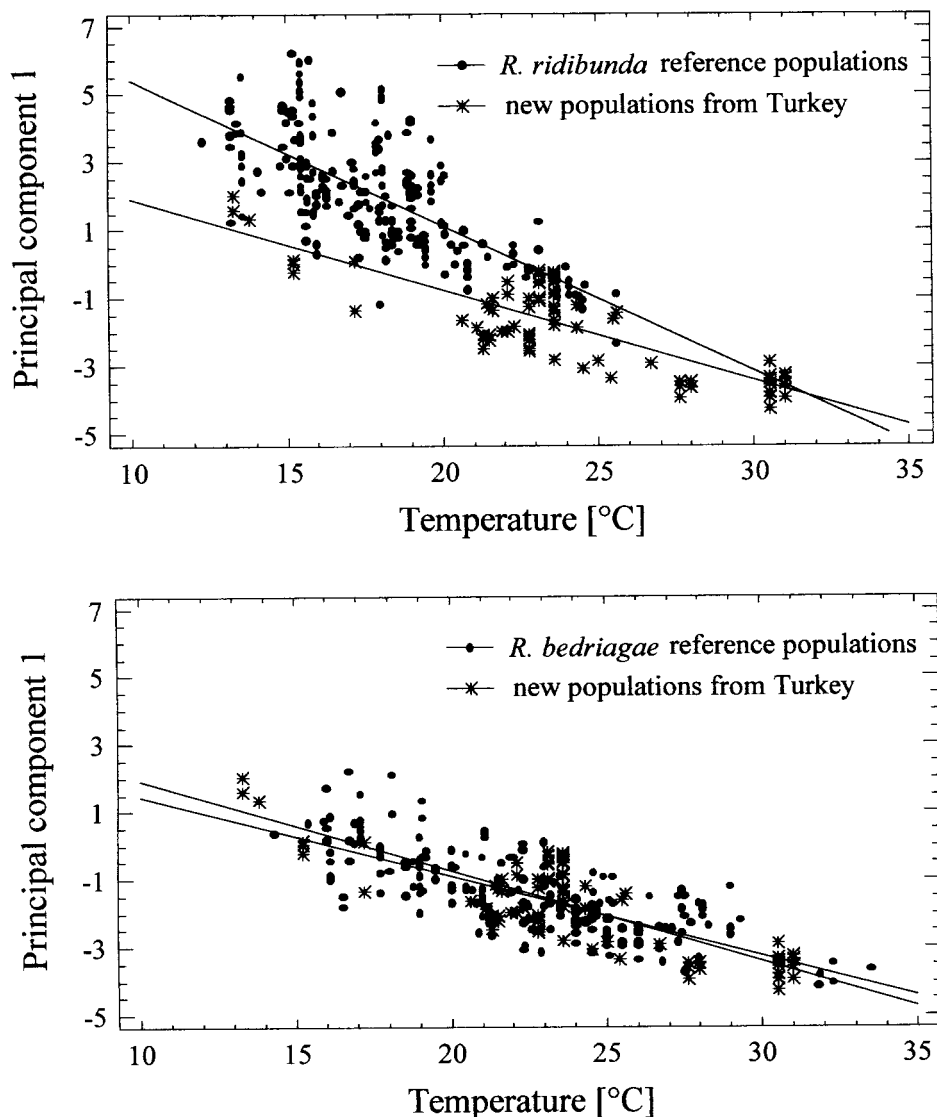 7
5
3
1
-1
-3
-5
Principal component 1
R. ridibunda reference populations
new populations from Turkey
10 15 20 25 30 35
Temperature [°C]
7
5
3
1
-1
-3
-5
Principal component 1
R. bedriagae reference populations
new populations from Turkey
10 15 20 25 30 35
Temperature [°C]